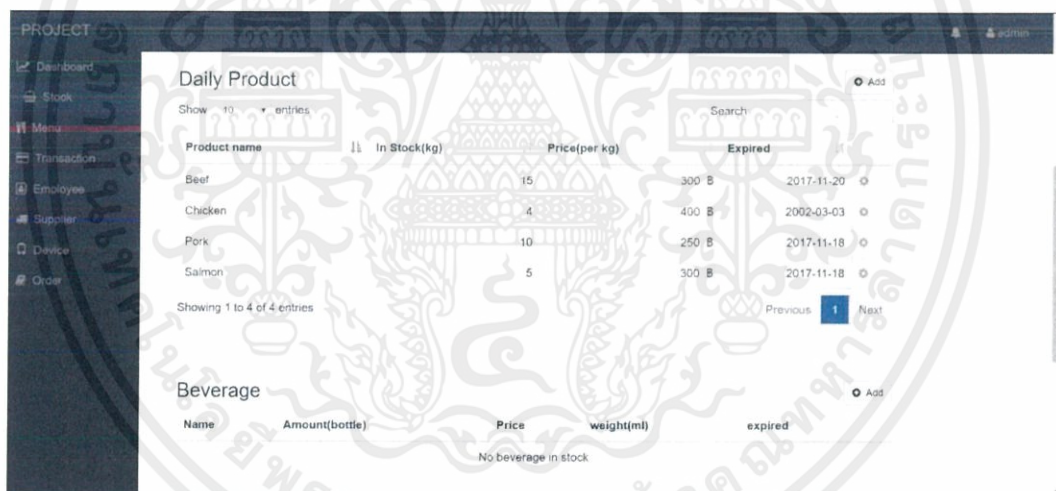 PROJECT
admin
Dashboard
Stock
Menu
Transaction
Employee
Supplier
Device
Order
Daily Product
Add
Show 10 entries
Search
Product name In Stock(kg) Price(per kg) Expired
Beef 15 300 B 2017-11-20
Chicken 4 400 B 2002-03-03
Pork 10 250 B 2017-11-18
Salmon 5 300 B 2017-11-18
Showing 1 to 4 of 4 entries
Previous 1 Next
Beverage
Add
Name Amount(bottle) Price weight(ml) expired
No beverage in stock